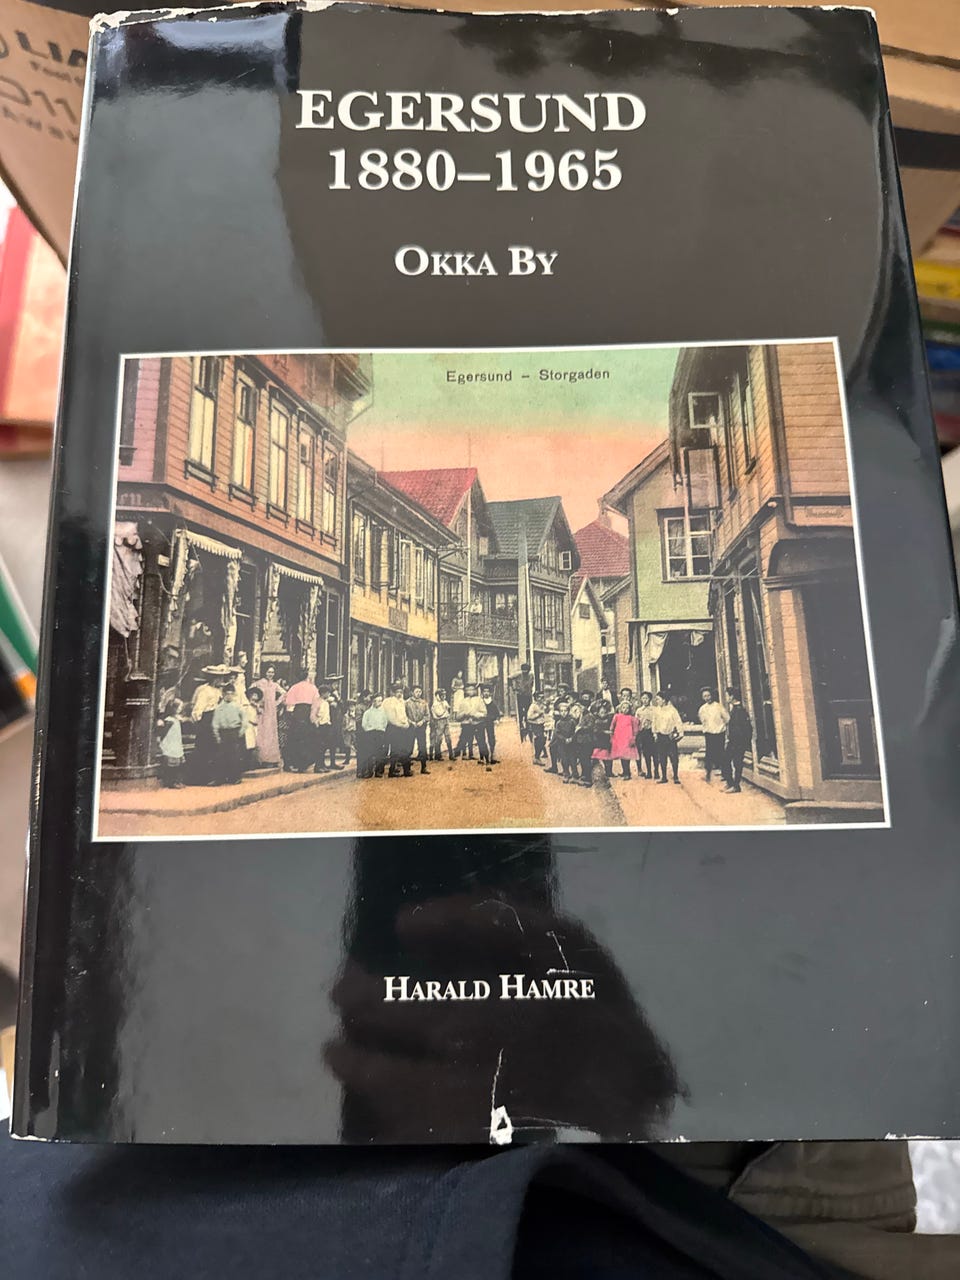 EGERSUND
1880–1965
OKKA BY
Egersund – Storgaden
HARALD HAMRE